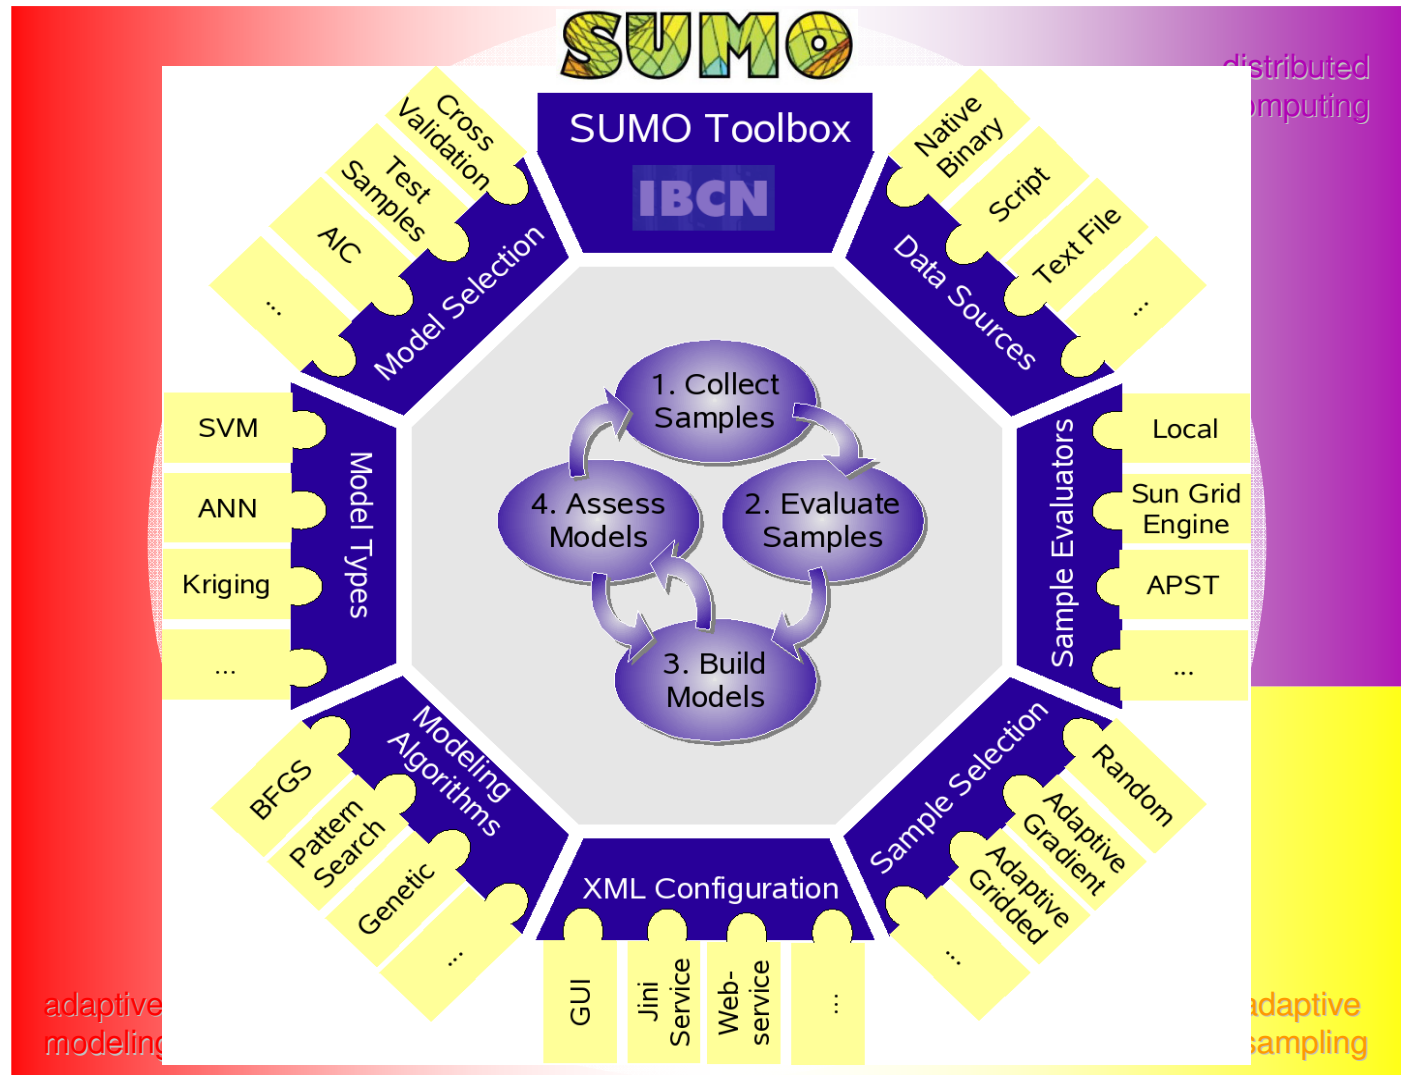 SUMO
distributed
computing
SUMO Toolbox
IBCN
Cross
Validation
Test
Samples
AIC
...
Model Selection
Native
Binary
Script
Text File
...
Data Sources
SVM
ANN
Kriging
...
Model Types
1. Collect
Samples
2. Evaluate
Samples
3. Build
Models
4. Assess
Models
Sample Evaluators
Local
Sun Grid
Engine
APST
...
Modeling
Algorithms
BFGS
Pattern
Search
Genetic
...
XML Configuration
GUI
Jini
Service
Web-
service
...
Sample Selection
Random
Adaptive
Gradient
Adaptive
Gridded
...
adaptive
modeling
adaptive
sampling